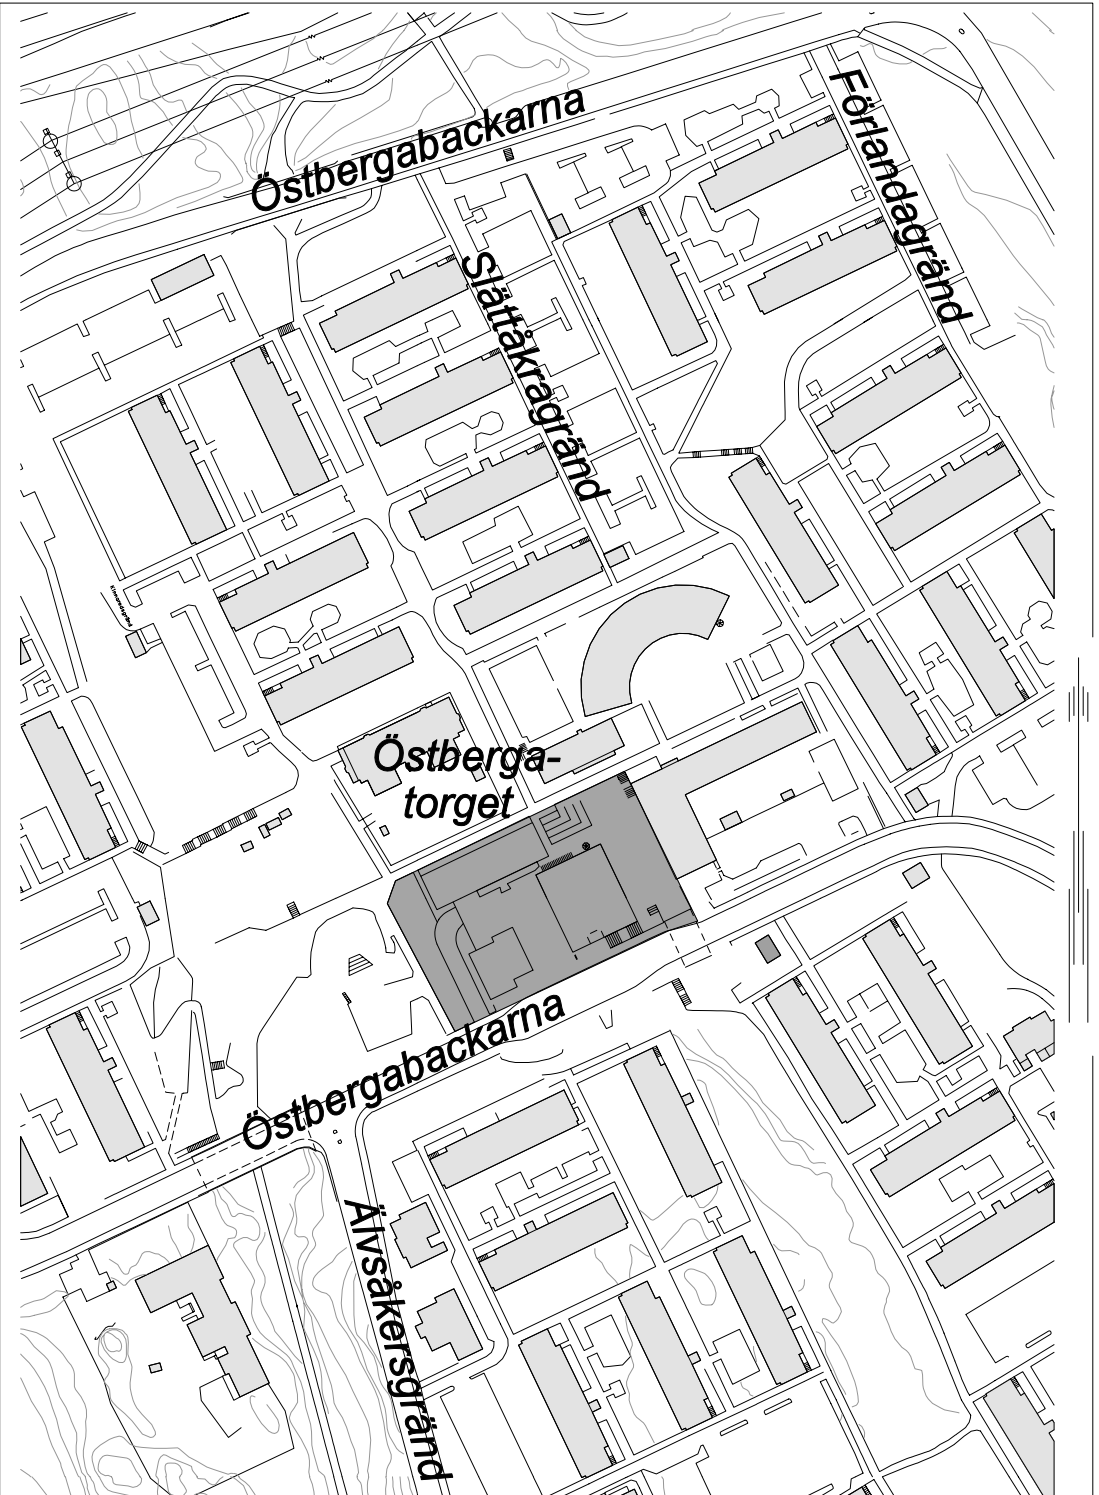 Förlandagränd
Östbergabackarna
Slättåkragränd
Östberga-
torget
Östbergabackarna
Älvsåkersgränd